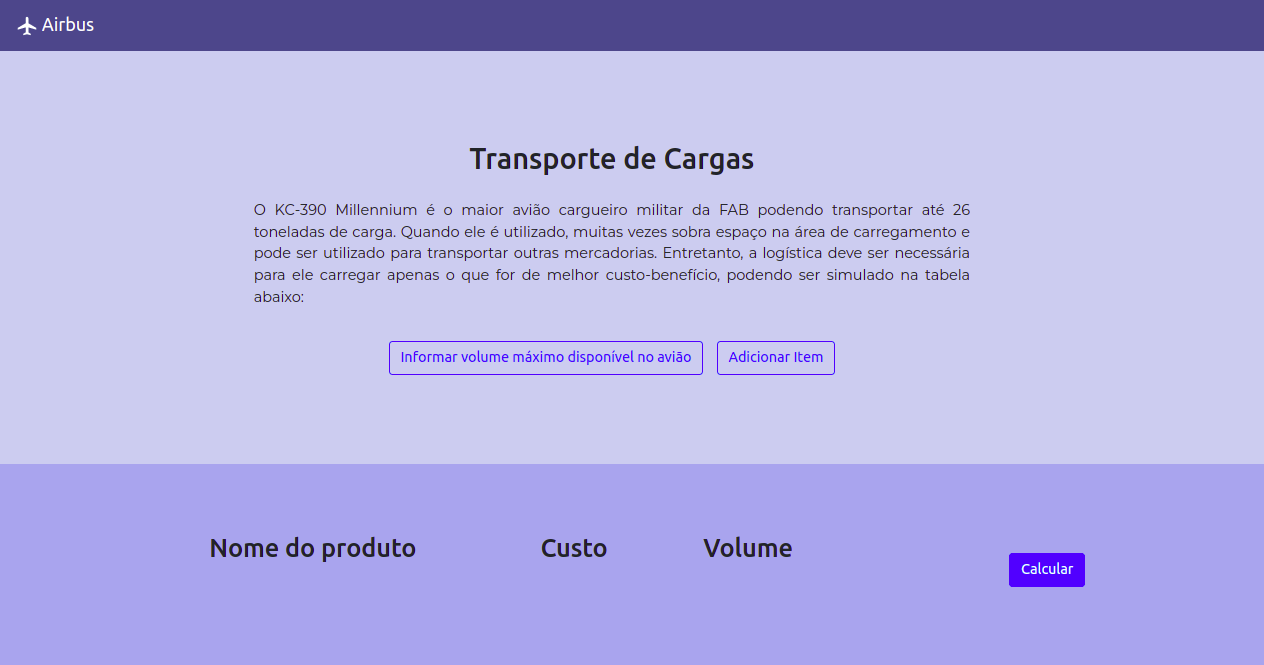 Airbus
Transporte de Cargas
O KC-390 Millennium é o maior avião cargueiro militar da FAB podendo transportar até 26
toneladas de carga. Quando ele é utilizado, muitas vezes sobra espaço na área de carregamento e
pode ser utilizado para transportar outras mercadorias. Entretanto, a logística deve ser necessária
para ele carregar apenas o que for de melhor custo-benefício, podendo ser simulado na tabela
abaixo:
Informar volume máximo disponível no avião
Adicionar Item
Nome do produto
Custo
Volume
Calcular